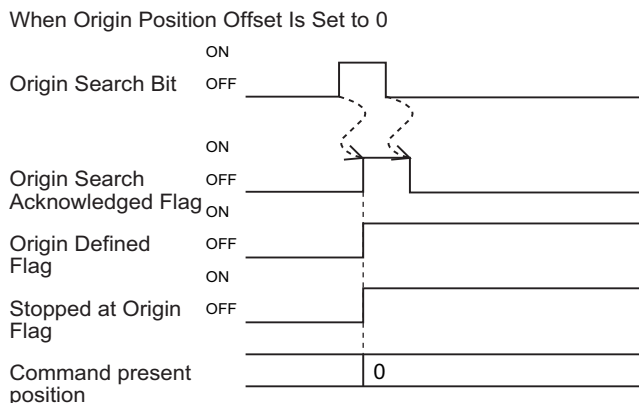 When Origin Position Offset Is Set to 0
ON
Origin Search Bit OFF
ON
Origin Search OFF
Acknowledged Flag
ON
Origin Defined OFF
Flag
ON
Stopped at Origin OFF
Flag
Command present 0
position